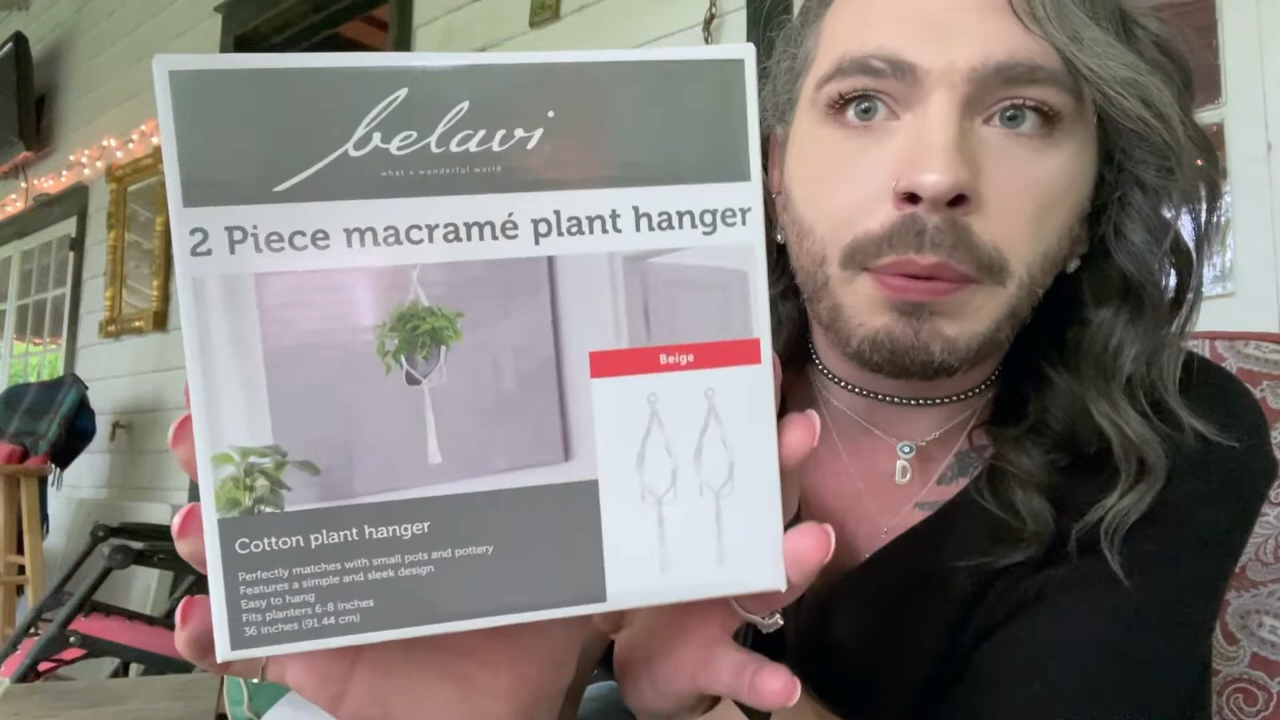 belavi
what a wonderful world
2 Piece macramé plant hanger
Beige
Cotton plant hanger
Perfectly matches with small pots and pottery
Features a simple and sleek design
Easy to hang
Fits planters 6-8 inches
36 inches (91.44 cm)
D